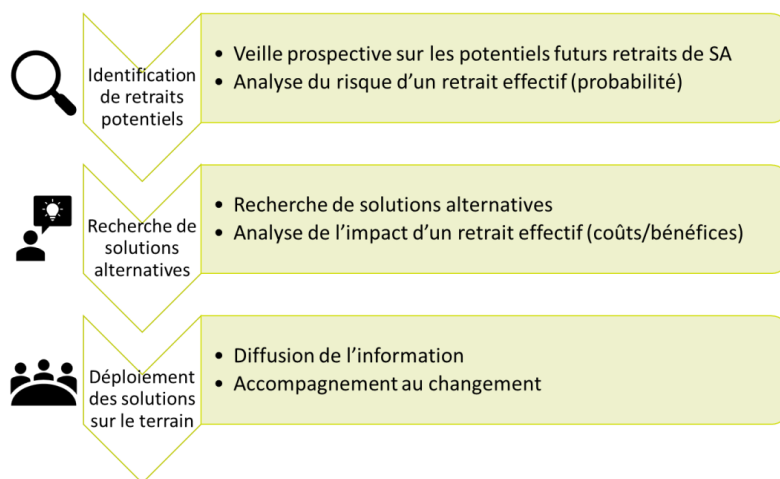 Identification
de retraits
potentiels
• Veille prospective sur les potentiels futurs retraits de SA
• Analyse du risque d’un retrait effectif (probabilité)
Recherche de
solutions
alternatives
• Recherche de solutions alternatives
• Analyse de l’impact d’un retrait effectif (coûts/bénéfices)
Déploiement
des solutions
sur le terrain
• Diffusion de l’information
• Accompagnement au changement